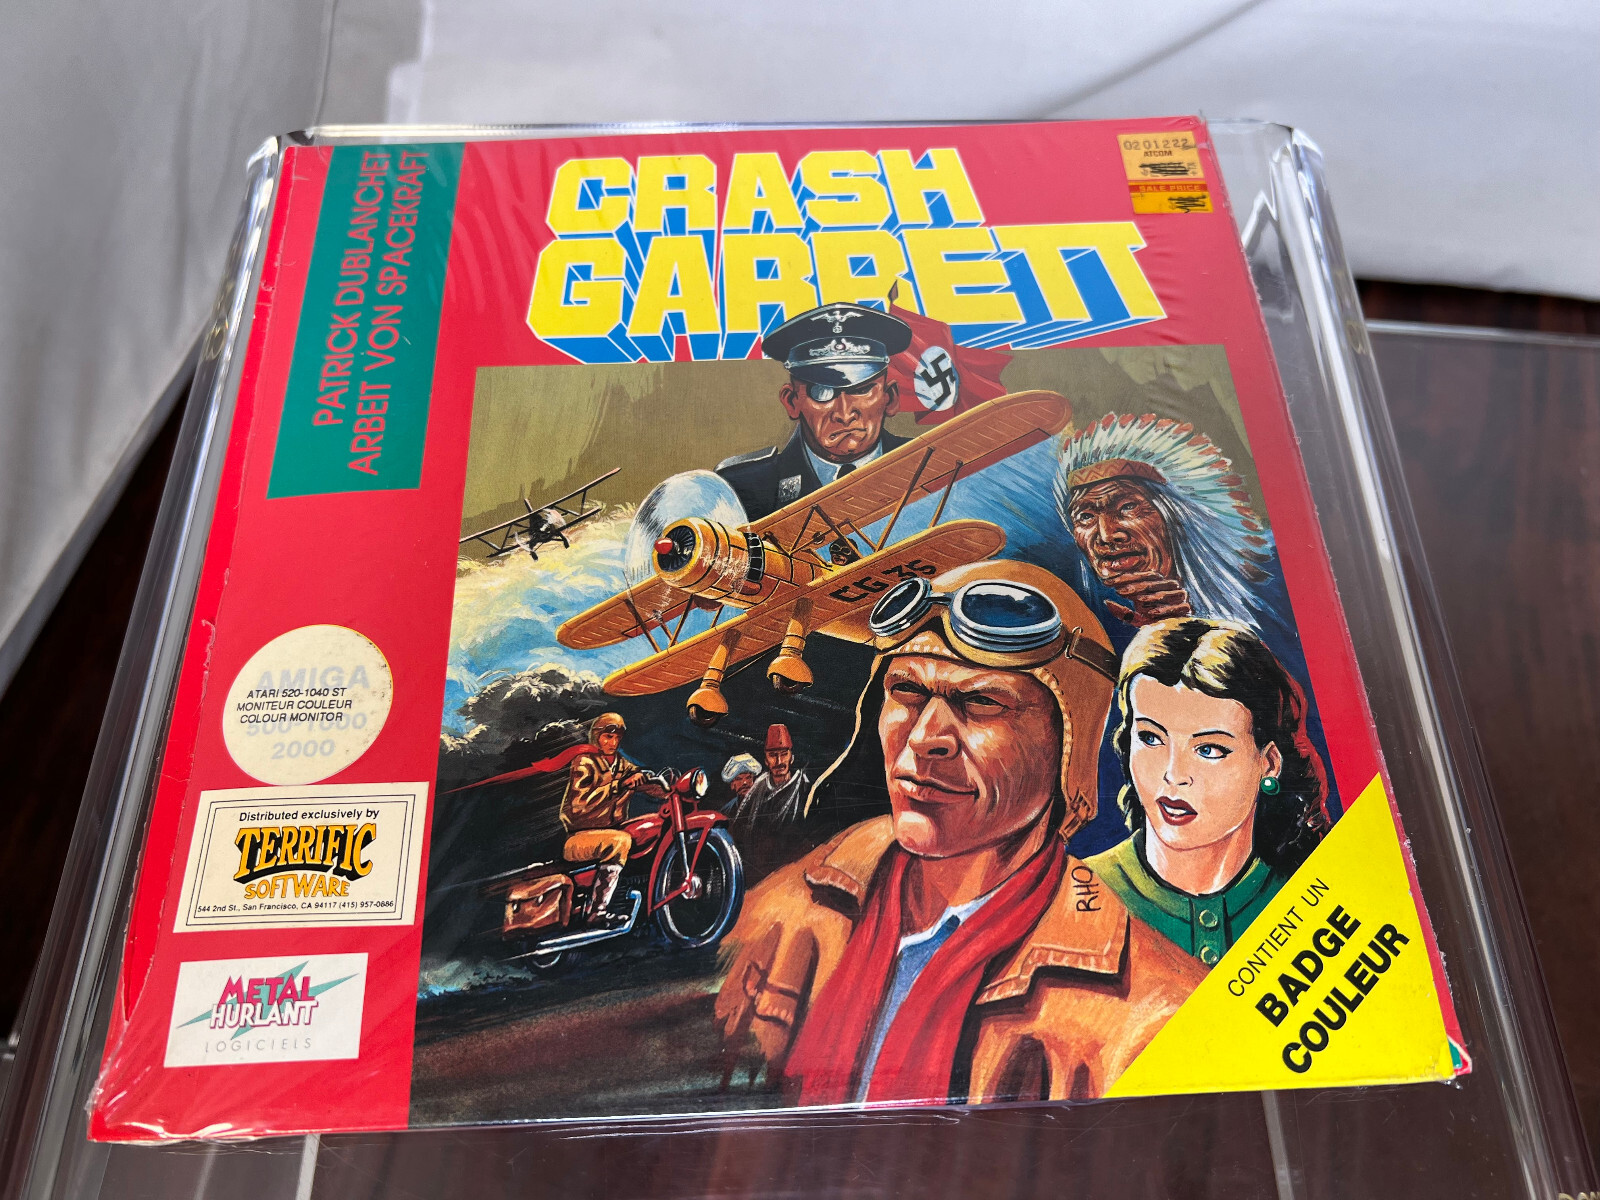 PATRICK DUBLANCHET
ARBEIT VON SPACEKRAFT
CRASH
GARRETT
0201222
ATCOM
SALE PRICE
CG 35
AMIGA
ATARI 520-1040 ST
MONITEUR COULEUR
COLOUR MONITOR
500-1000
2000
Distributed exclusively by
TERRIFIC
SOFTWARE
544 2nd St., San Francisco, CA 94117 (415) 957-0886
METAL
HURLANT
LOGICIELS
RHO
CONTIENT UN
BADGE
COULEUR